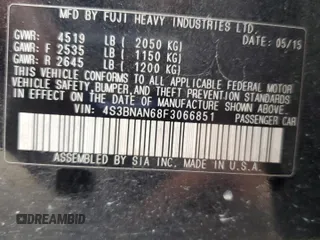 MFD BY FUJI HEAVY INDUSTRIES LTD.
GVWR: 4519 LB ( 2050 KG) DATE: 05/15
GAWR: F 2535 LB ( 1150 KG)
GAWR: R 2645 LB ( 1200 KG)
THIS VEHICLE CONFORMS TO ALL APPLICABLE FEDERAL MOTOR VEHICLE SAFETY, BUMPER, AND THEFT PREVENTION STANDARDS IN EFFECT ON THE DATE OF MANUFACTURE SHOWN ABOVE.
VIN: 4S3BNAN68F3066851 PASSENGER CAR
ASSEMBLED BY SIA INC. IN U.S.A.
© DREAMBID